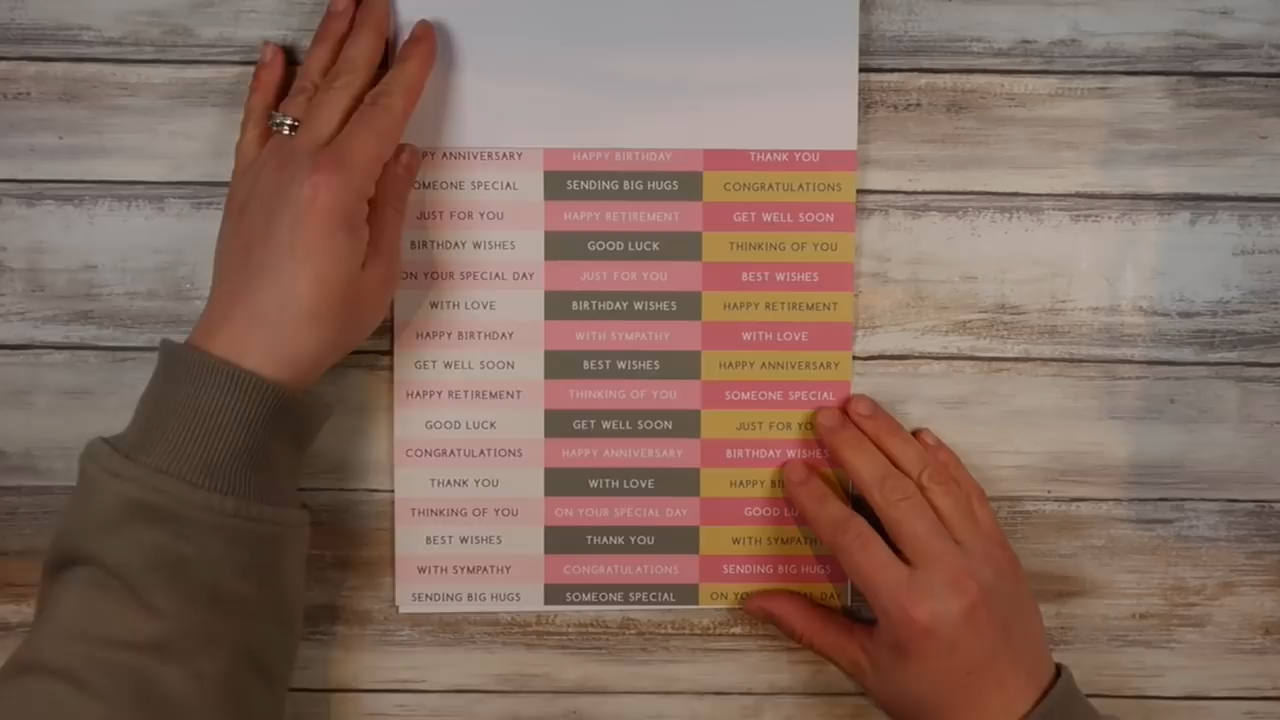 PY ANNIVERSARY HAPPY BIRTHDAY THANK YOU
OMEONE SPECIAL SENDING BIG HUGS CONGRATULATIONS
JUST FOR YOU HAPPY RETIREMENT GET WELL SOON
BIRTHDAY WISHES GOOD LUCK THINKING OF YOU
ON YOUR SPECIAL DAY JUST FOR YOU BEST WISHES
WITH LOVE BIRTHDAY WISHES HAPPY RETIREMENT
HAPPY BIRTHDAY WITH SYMPATHY WITH LOVE
GET WELL SOON BEST WISHES HAPPY ANNIVERSARY
HAPPY RETIREMENT THINKING OF YOU SOMEONE SPECIAL
GOOD LUCK GET WELL SOON JUST FOR YO
CONGRATULATIONS HAPPY ANNIVERSARY BIRTHDAY WISHES
THANK YOU WITH LOVE HAPPY BI
THINKING OF YOU ON YOUR SPECIAL DAY GOOD LU
BEST WISHES THANK YOU WITH SYMPATH
WITH SYMPATHY CONGRATULATIONS SENDING BIG HUGS
SENDING BIG HUGS SOMEONE SPECIAL ON YO DAY